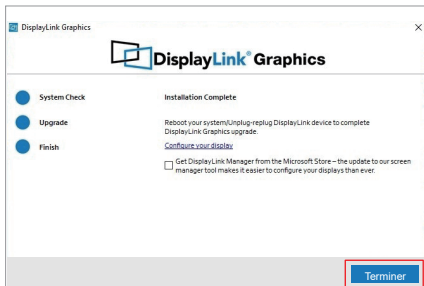 DisplayLink Graphics
DisplayLink® Graphics
System Check
Installation Complete
Upgrade
Reboot your system/Unplug-replug DisplayLink device to complete
DisplayLink Graphics upgrade.
Finish
Configure your display
Get DisplayLink Manager from the Microsoft Store – the update to our screen
manager tool makes it easier to configure your displays than ever.
Terminer